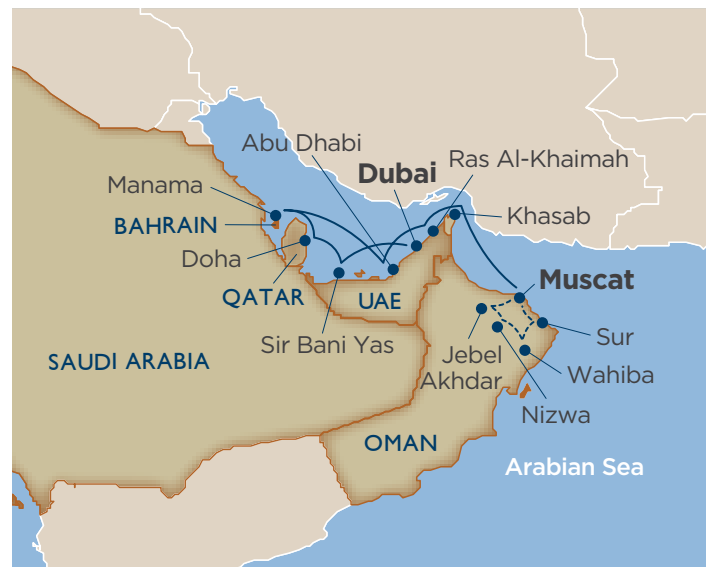 Abu Dhabi
Ras Al-Khaimah
Dubai
Manama
Khasab
BAHRAIN
Doha
Muscat
QATAR
UAE
Sir Bani Yas
Sur
SAUDI ARABIA
Jebel
Akhdar
Wahiba
Nizwa
OMAN
Arabian Sea